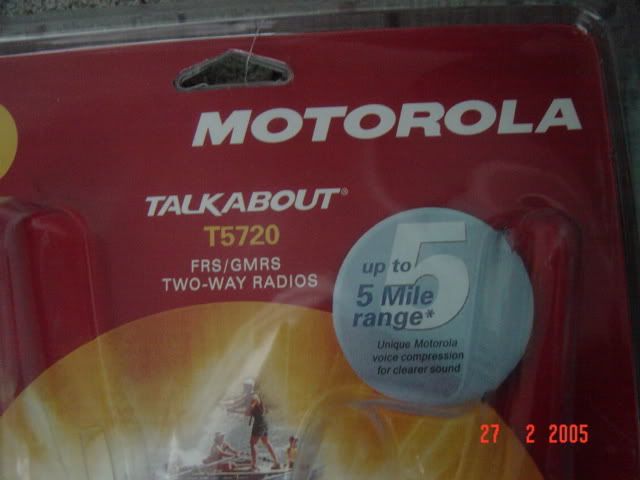 MOTOROLA
TALKABOUT®
T5720
FRS/GMRS
TWO-WAY RADIOS
5
up to
5 Mile
range*
Unique Motorola
voice compression
for clearer sound
27 2 2005